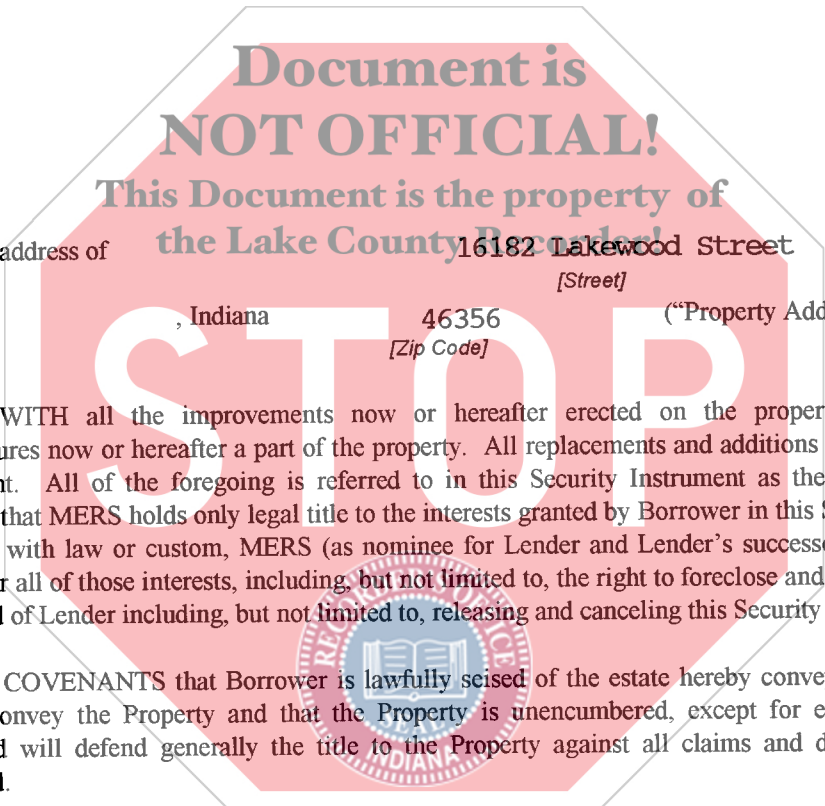 Document is
NOT OFFICIAL!
This Document is the property of
the Lake County Recorder!
address of 16182 Lakewood Street
[Street]
, Indiana 46356 ("Property Add
[Zip Code]
STOP
WITH all the improvements now or hereafter erected on the proper
ures now or hereafter a part of the property. All replacements and additions
nt. All of the foregoing is referred to in this Security Instrument as the
that MERS holds only legal title to the interests granted by Borrower in this S
with law or custom, MERS (as nominee for Lender and Lender's successo
r all of those interests, including, but not limited to, the right to foreclose and
d of Lender including, but not limited to, releasing and canceling this Security
RECORDER'S OFFICE
SEAL
INDIANA
COVENANTS that Borrower is lawfully seised of the estate hereby conve
onvey the Property and that the Property is unencumbered, except for e
d will defend generally the title to the Property against all claims and d
d.